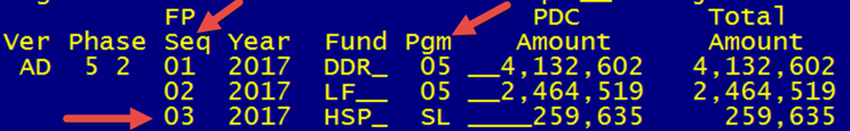 FP PDC Total
Ver Phase Seq Year Fund Pgm Amount Amount
AD 5 2 01 2017 DDR_ 05 __4,132,602 4,132,602
02 2017 LF__ 05 __2,464,519 2,464,519
03 2017 HSP_ SL ____259,635 259,635